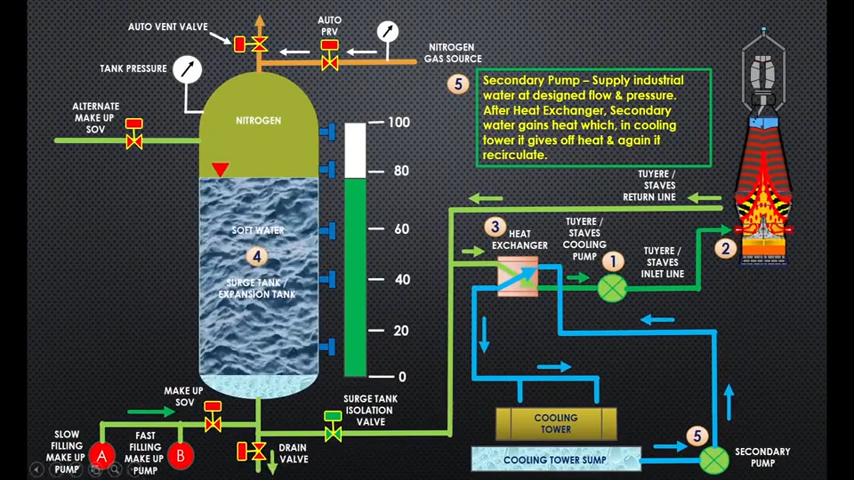 AUTO VENT VALVE
AUTO
PRV
NITROGEN
GAS SOURCE
TANK PRESSURE
ALTERNATE
MAKE UP
SOV
NITROGEN
5
Secondary Pump – Supply industrial
water at designed flow & pressure.
After Heat Exchanger, Secondary
water gains heat which, in cooling
tower it gives off heat & again it
recirculate.
100
80
60
40
20
0
SOFT WATER
4
SURGE TANK /
EXPANSION TANK
TUYERE /
STAVES
RETURN LINE
3
HEAT
EXCHANGER
TUYERE /
STAVES
COOLING
PUMP
1
TUYERE /
STAVES
INLET LINE
2
MAKE UP
SOV
SURGE TANK
ISOLATION
VALVE
SLOW
FILLING
MAKE UP
PUMP
A
FAST
FILLING
MAKE UP
PUMP
B
DRAIN
VALVE
COOLING
TOWER
COOLING TOWER SUMP
5
SECONDARY
PUMP